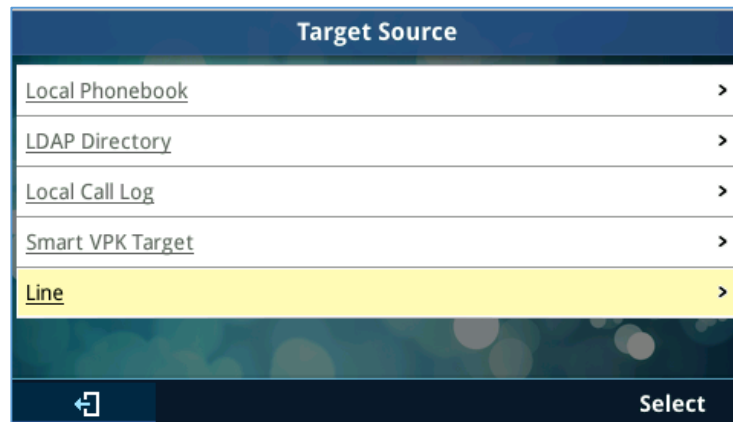 Target Source
Local Phonebook
LDAP Directory
Local Call Log
Smart VPK Target
Line
Select